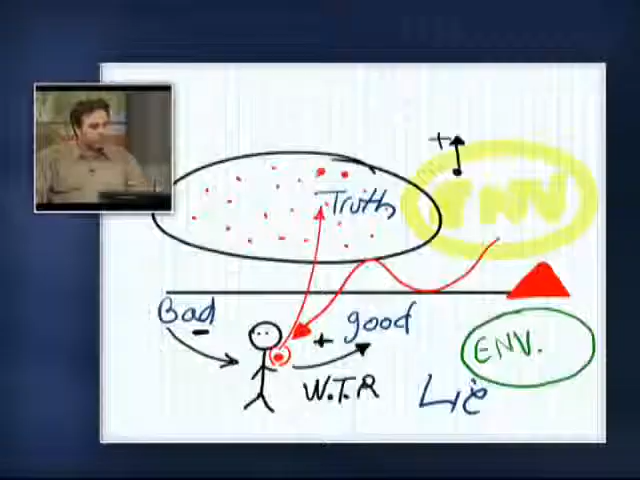 +
Truth
Bad
good
+
W.T.R
ENV.
Lie